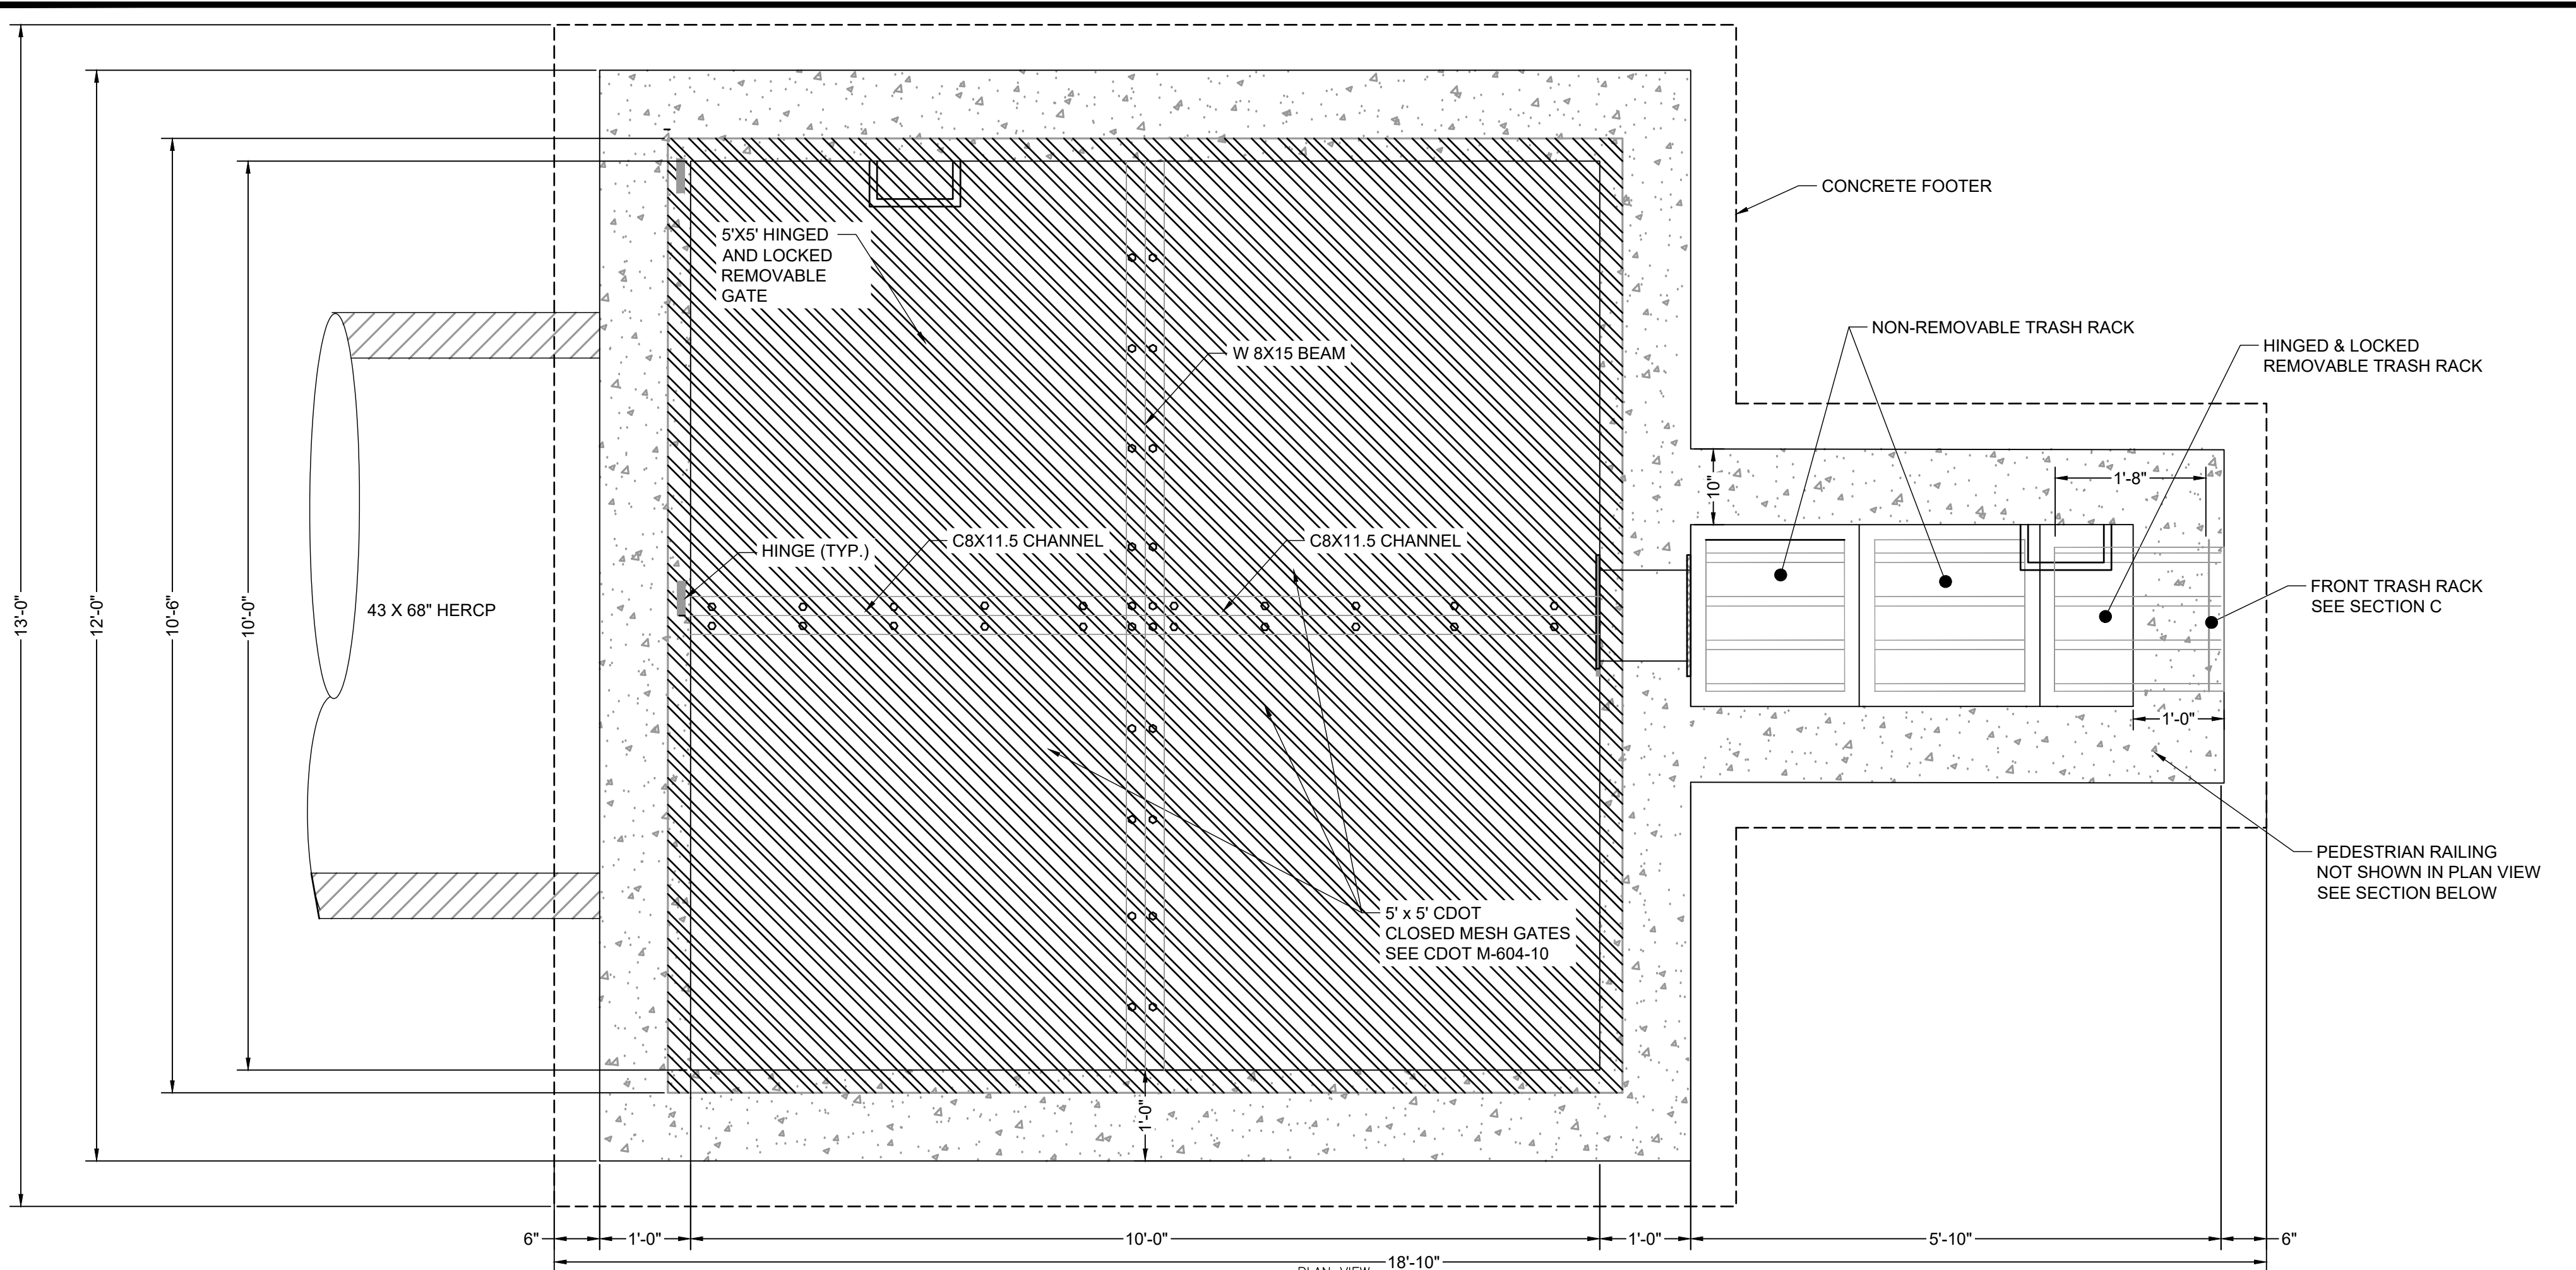 CONCRETE FOOTER
5'X5' HINGED
AND LOCKED
REMOVABLE
GATE
NON-REMOVABLE TRASH RACK
W 8X15 BEAM
HINGED & LOCKED
REMOVABLE TRASH RACK
1'-8"
10"
HINGE (TYP.)
C8X11.5 CHANNEL
C8X11.5 CHANNEL
FRONT TRASH RACK
SEE SECTION C
13'-0"
12'-0"
10'-6"
10'-0"
43 X 68" HERCP
1'-0"
PEDESTRIAN RAILING
NOT SHOWN IN PLAN VIEW
SEE SECTION BELOW
5' x 5' CDOT
CLOSED MESH GATES
SEE CDOT M-604-10
1'-0"
6"
1'-0"
10'-0"
1'-0"
5'-10"
6"
18'-10"
PLAN VIEW